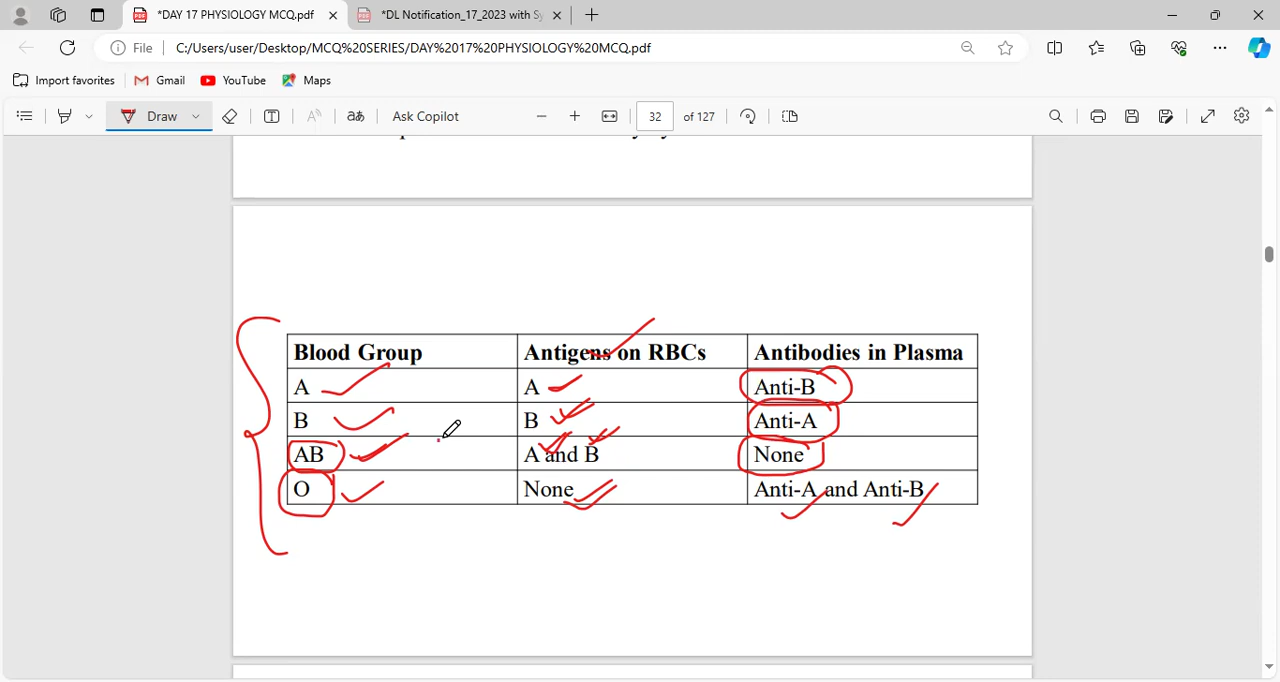 *DAY 17 PHYSIOLOGY MCQ.pdf
*DL Notification_17_2023 with Sy
File C:/Users/user/Desktop/MCQ%20SERIES/DAY%2017%20PHYSIOLOGY%20MCQ.pdf
Import favorites Gmail YouTube Maps
Draw aあ Ask Copilot 32 of 127
Blood Group Antigens on RBCs Antibodies in Plasma
A A Anti-B
B B Anti-A
AB A and B None
O None Anti-A and Anti-B